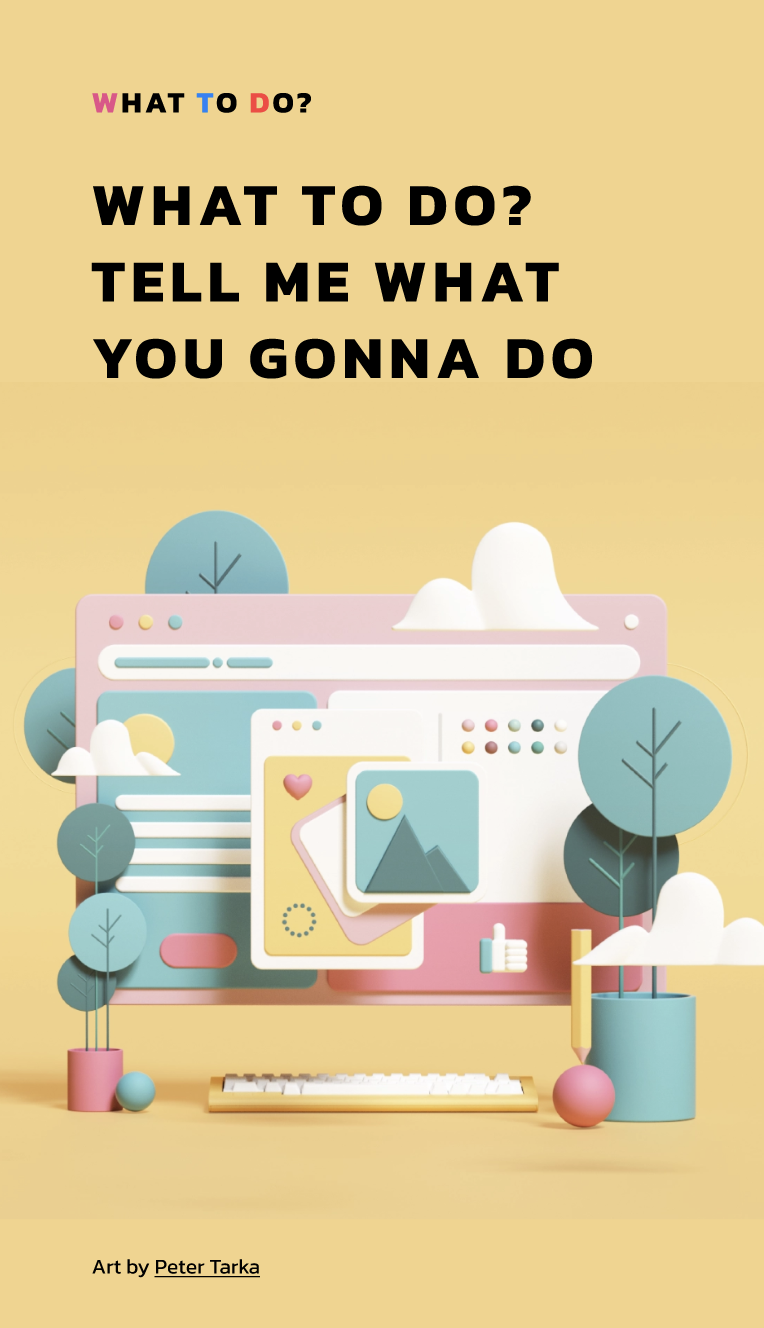 WHAT TO DO?
WHAT TO DO?
TELL ME WHAT
YOU GONNA DO
Art by Peter Tarka